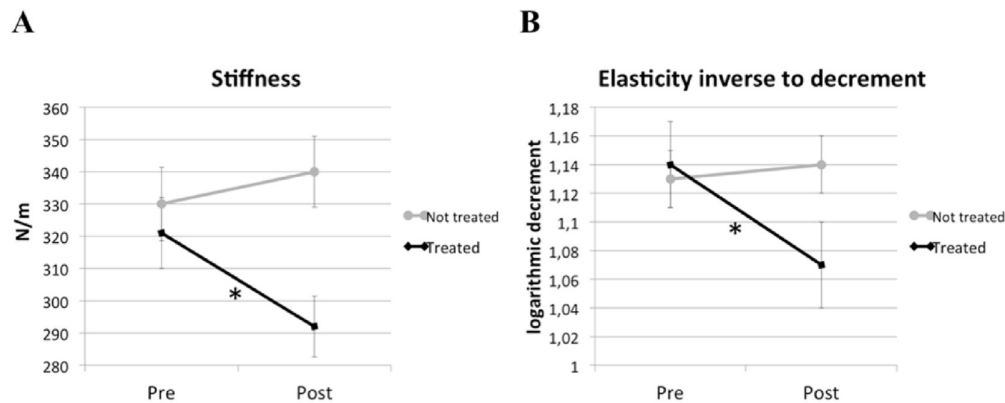 A
Stiffness
360
350
340
330
320
310
300
290
280
N/m
*
Pre
Post
Not treated
Treated
B
Elasticity inverse to decrement
1,18
1,16
1,14
1,12
1,1
1,08
1,06
1,04
1,02
1
logarithmic decrement
*
Pre
Post
Not treated
Treated